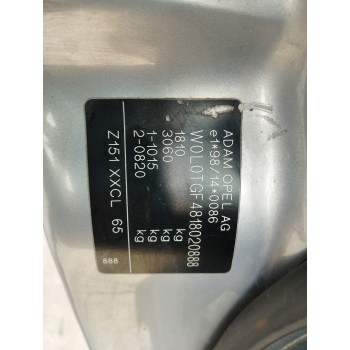 ADAM OPEL AG
e1*98/14*0086
W0L0TGF4818020888
1810 kg
3060 kg
1-1015 kg
2-0820 kg
Z151 XXCL 65
888